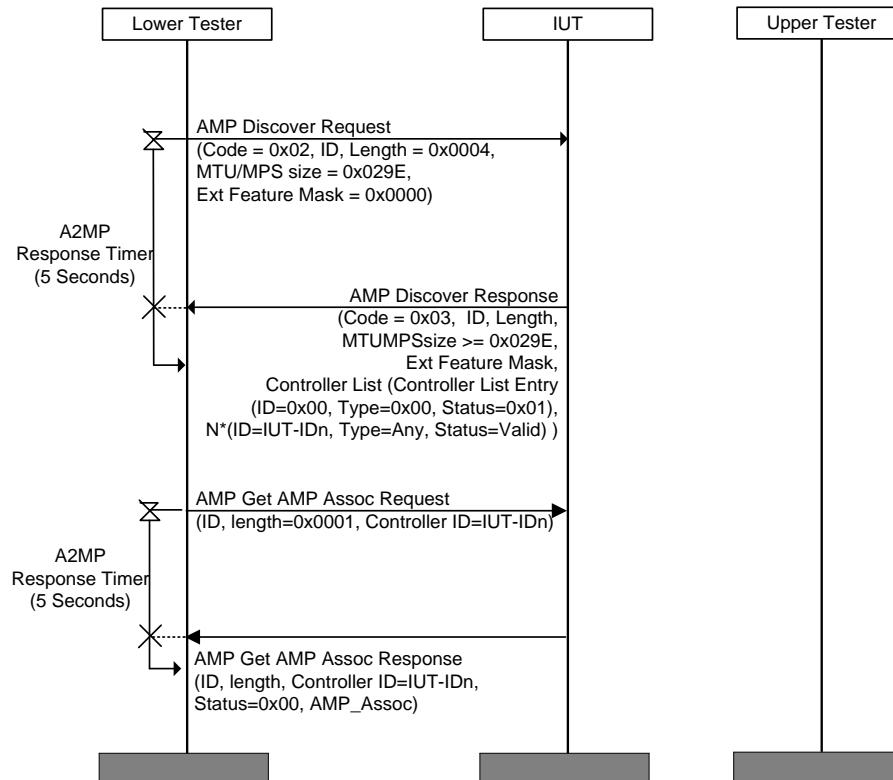 Lower Tester
IUT
Upper Tester
AMP Discover Request
(Code = 0x02, ID, Length = 0x0004,
MTU/MPS size = 0x029E,
Ext Feature Mask = 0x0000)
A2MP
Response Timer
(5 Seconds)
AMP Discover Response
(Code = 0x03, ID, Length,
MTUMPSsize >= 0x029E,
Ext Feature Mask,
Controller List (Controller List Entry
(ID=0x00, Type=0x00, Status=0x01),
N*(ID=IUT-IDn, Type=Any, Status=Valid) )
AMP Get AMP Assoc Request
(ID, length=0x0001, Controller ID=IUT-IDn)
A2MP
Response Timer
(5 Seconds)
AMP Get AMP Assoc Response
(ID, length, Controller ID=IUT-IDn,
Status=0x00, AMP_Assoc)